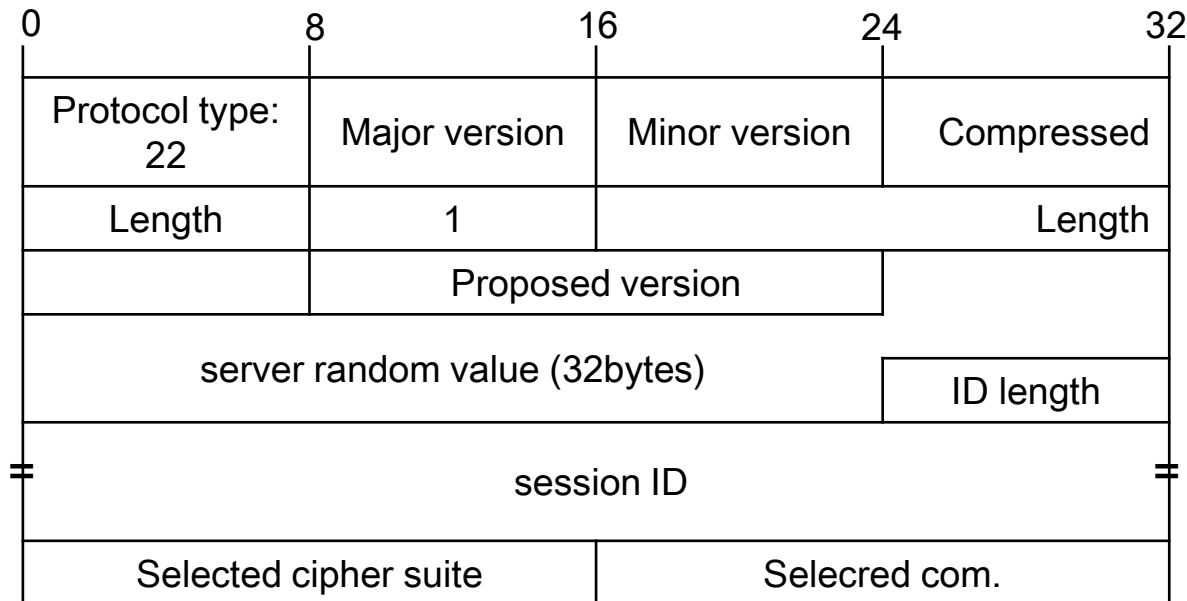 0 8 16 24 32
Protocol type:
22
Major version
Minor version
Compressed
Length
1
Length
Proposed version
server random value (32bytes)
ID length
=
=
session ID
Selected cipher suite
Selecred com.